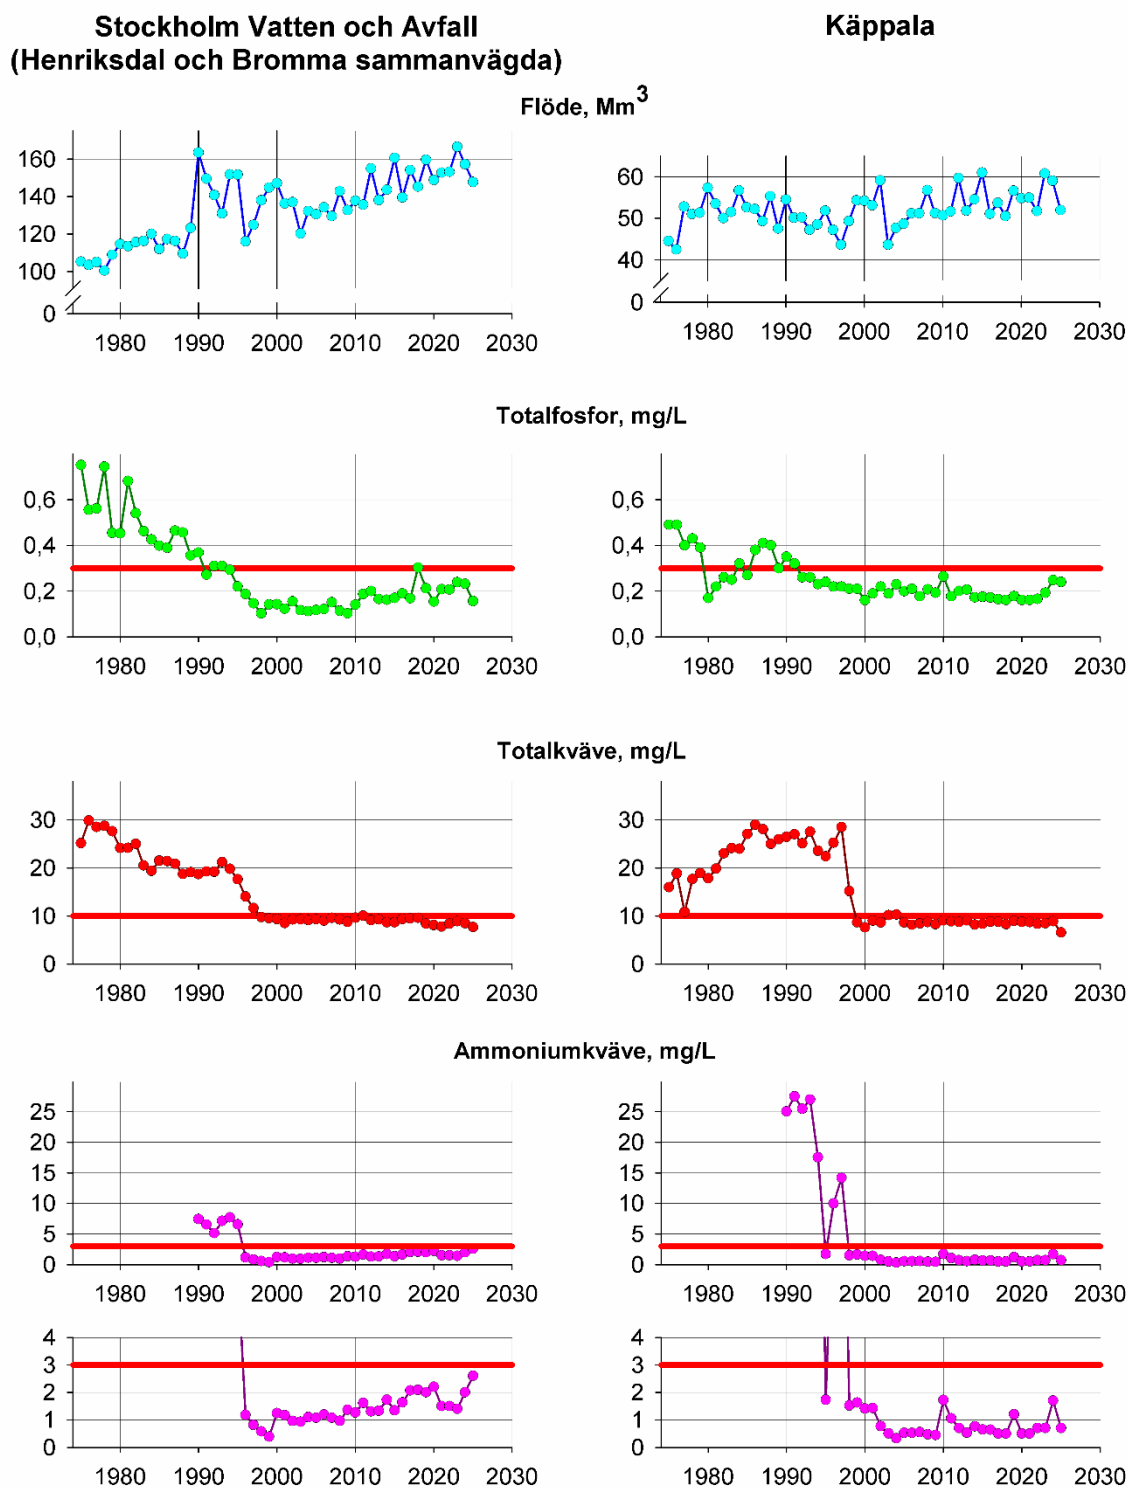 Stockholm Vatten och Avfall
(Henriksdal och Bromma sammanvägda)
Käppala
Flöde, Mm³
160
140
120
100
0
1980 1990 2000 2010 2020 2030
60
50
40
0
1980 1990 2000 2010 2020 2030
Totalfosfor, mg/L
0,6
0,4
0,2
0,0
1980 1990 2000 2010 2020 2030
0,6
0,4
0,2
0,0
1980 1990 2000 2010 2020 2030
Totalkväve, mg/L
30
20
10
0
1980 1990 2000 2010 2020 2030
30
20
10
0
1980 1990 2000 2010 2020 2030
Ammoniumkväve, mg/L
25
20
15
10
5
0
1980 1990 2000 2010 2020 2030
25
20
15
10
5
0
1980 1990 2000 2010 2020 2030
4
3
2
1
0
1980 1990 2000 2010 2020 2030
4
3
2
1
0
1980 1990 2000 2010 2020 2030